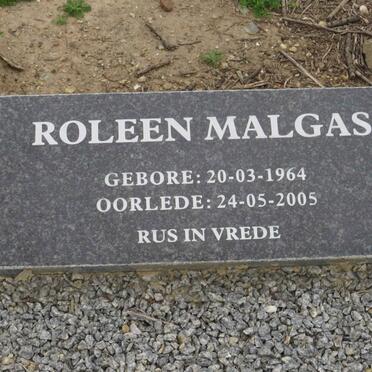 ROLEEN MALGAS
GEBORE: 20-03-1964
OORLEDE: 24-05-2005
RUS IN VREDE